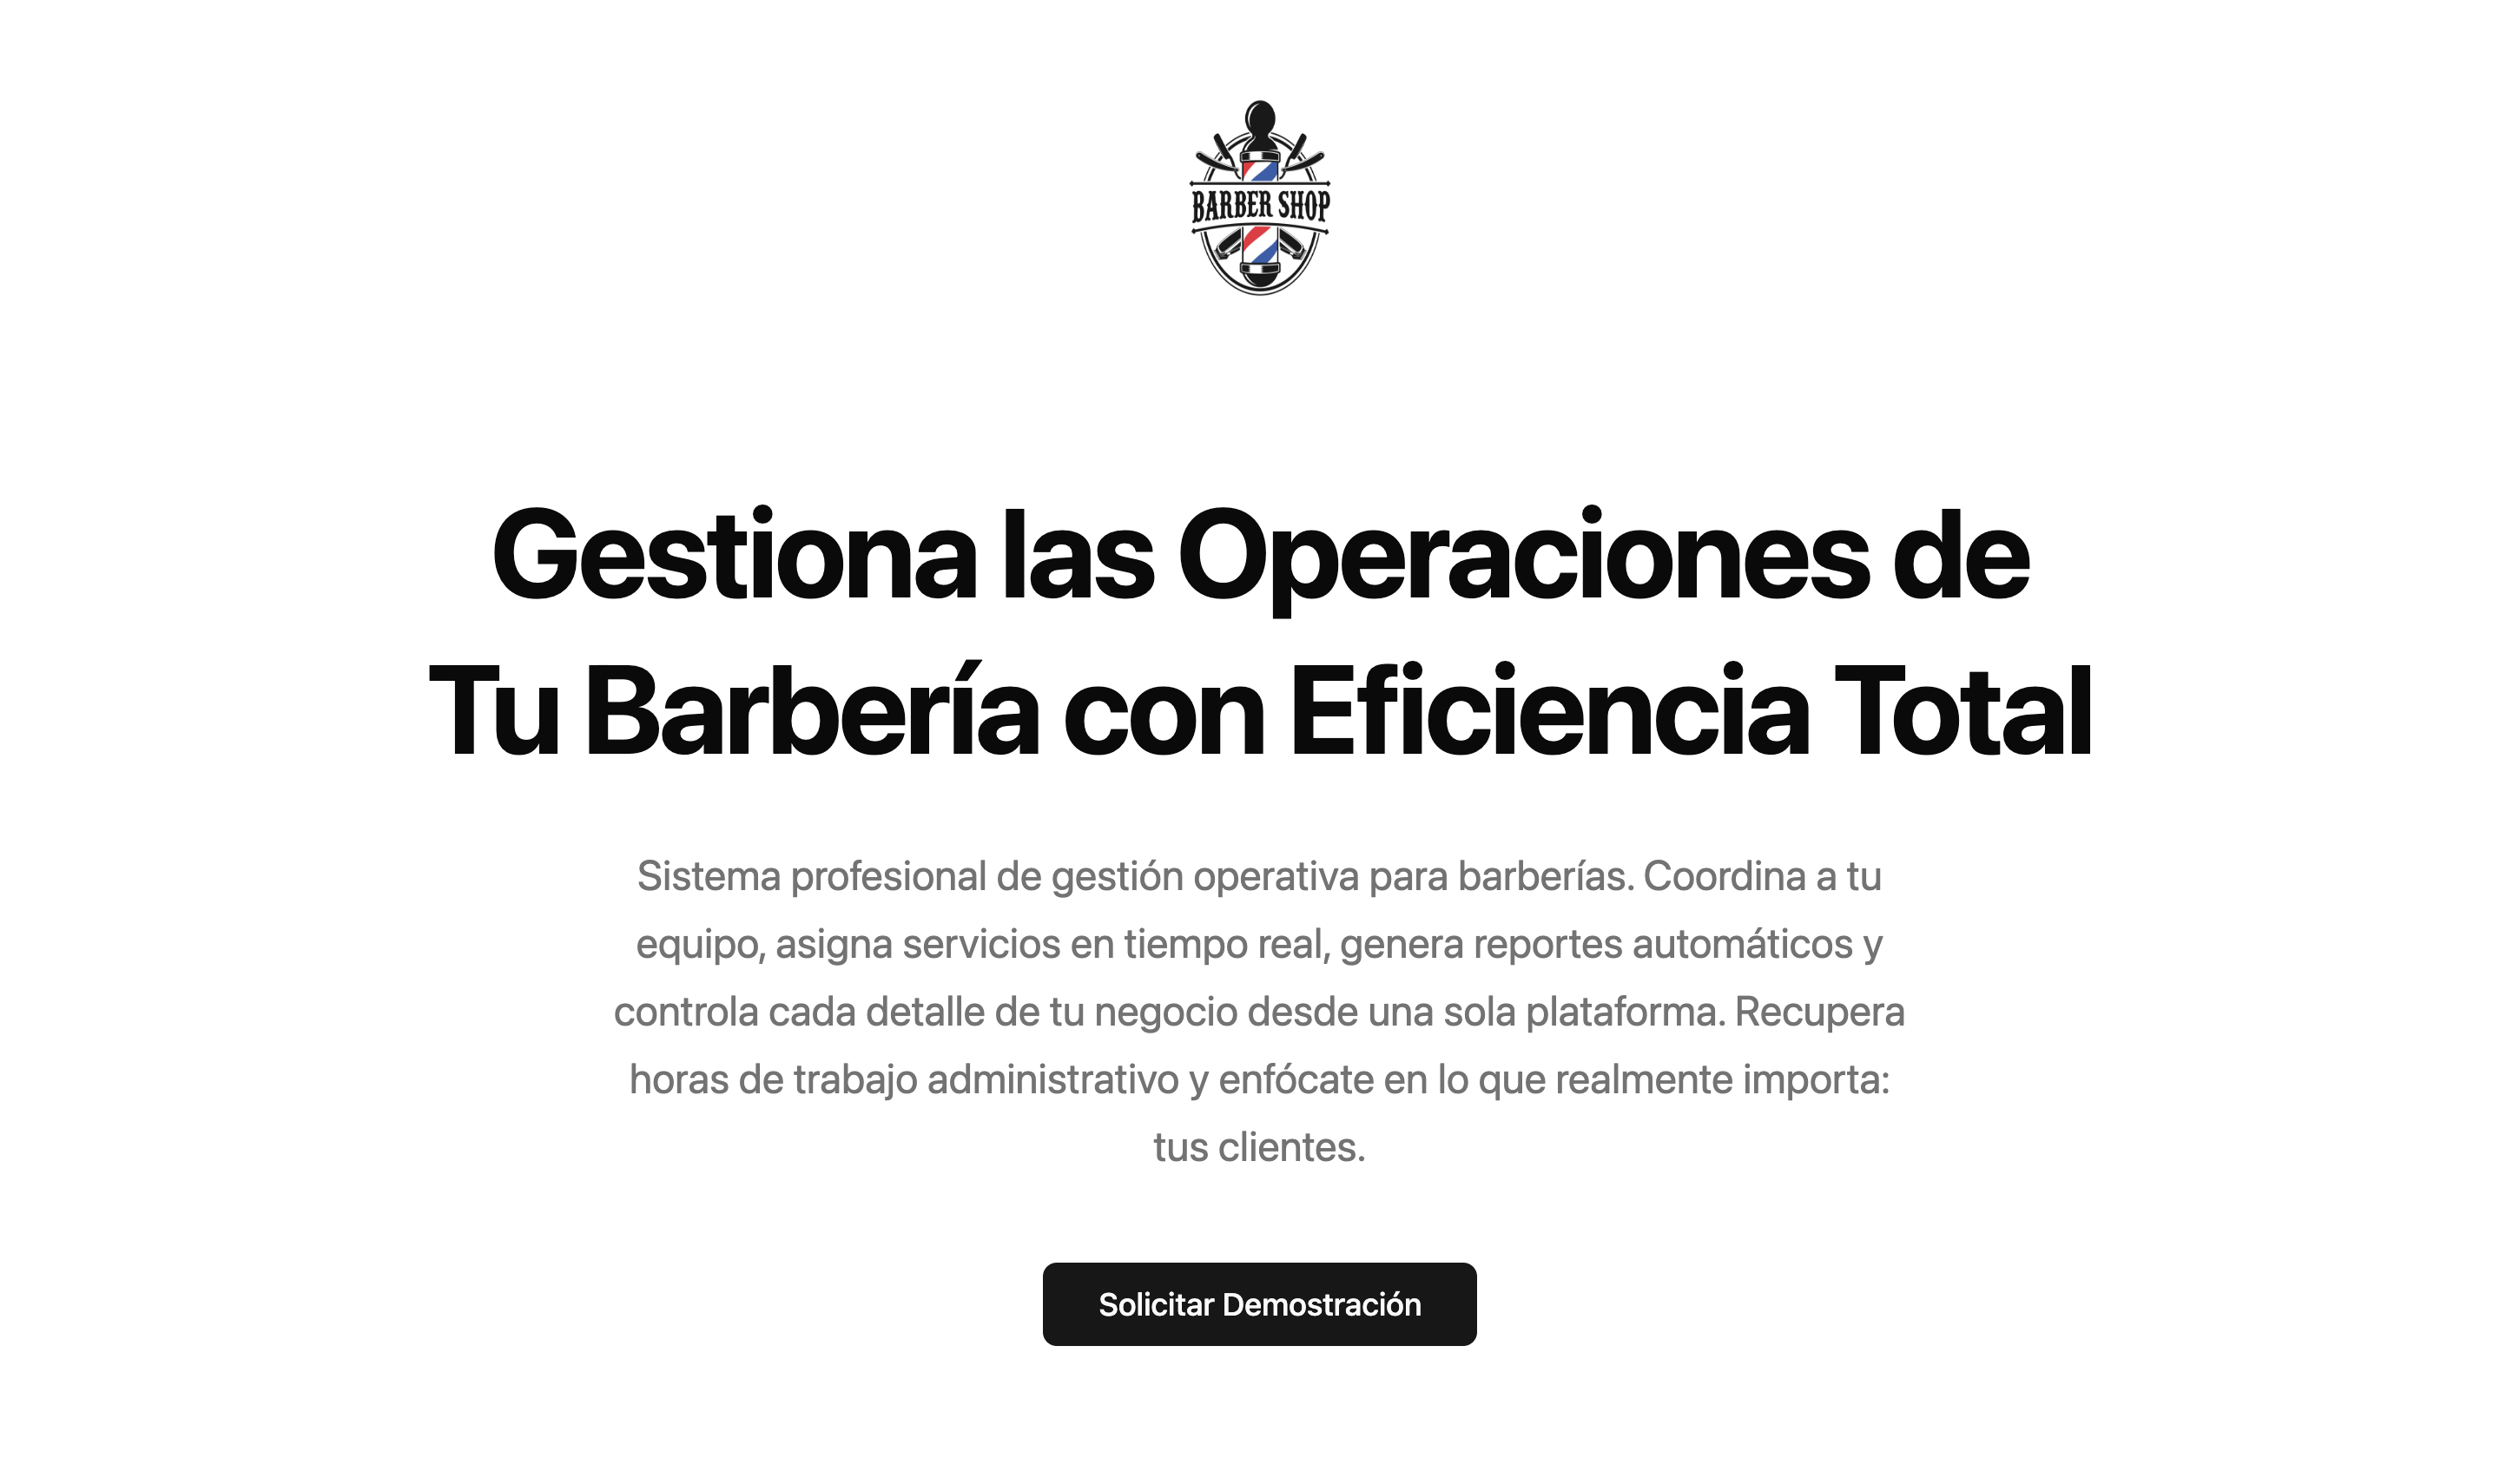 BARBER SHOP
Gestiona las Operaciones de
Tu Barbería con Eficiencia Total
Sistema profesional de gestión operativa para barberías. Coordina a tu
equipo, asigna servicios en tiempo real, genera reportes automáticos y
controla cada detalle de tu negocio desde una sola plataforma. Recupera
horas de trabajo administrativo y enfócate en lo que realmente importa:
tus clientes.
Solicitar Demostración